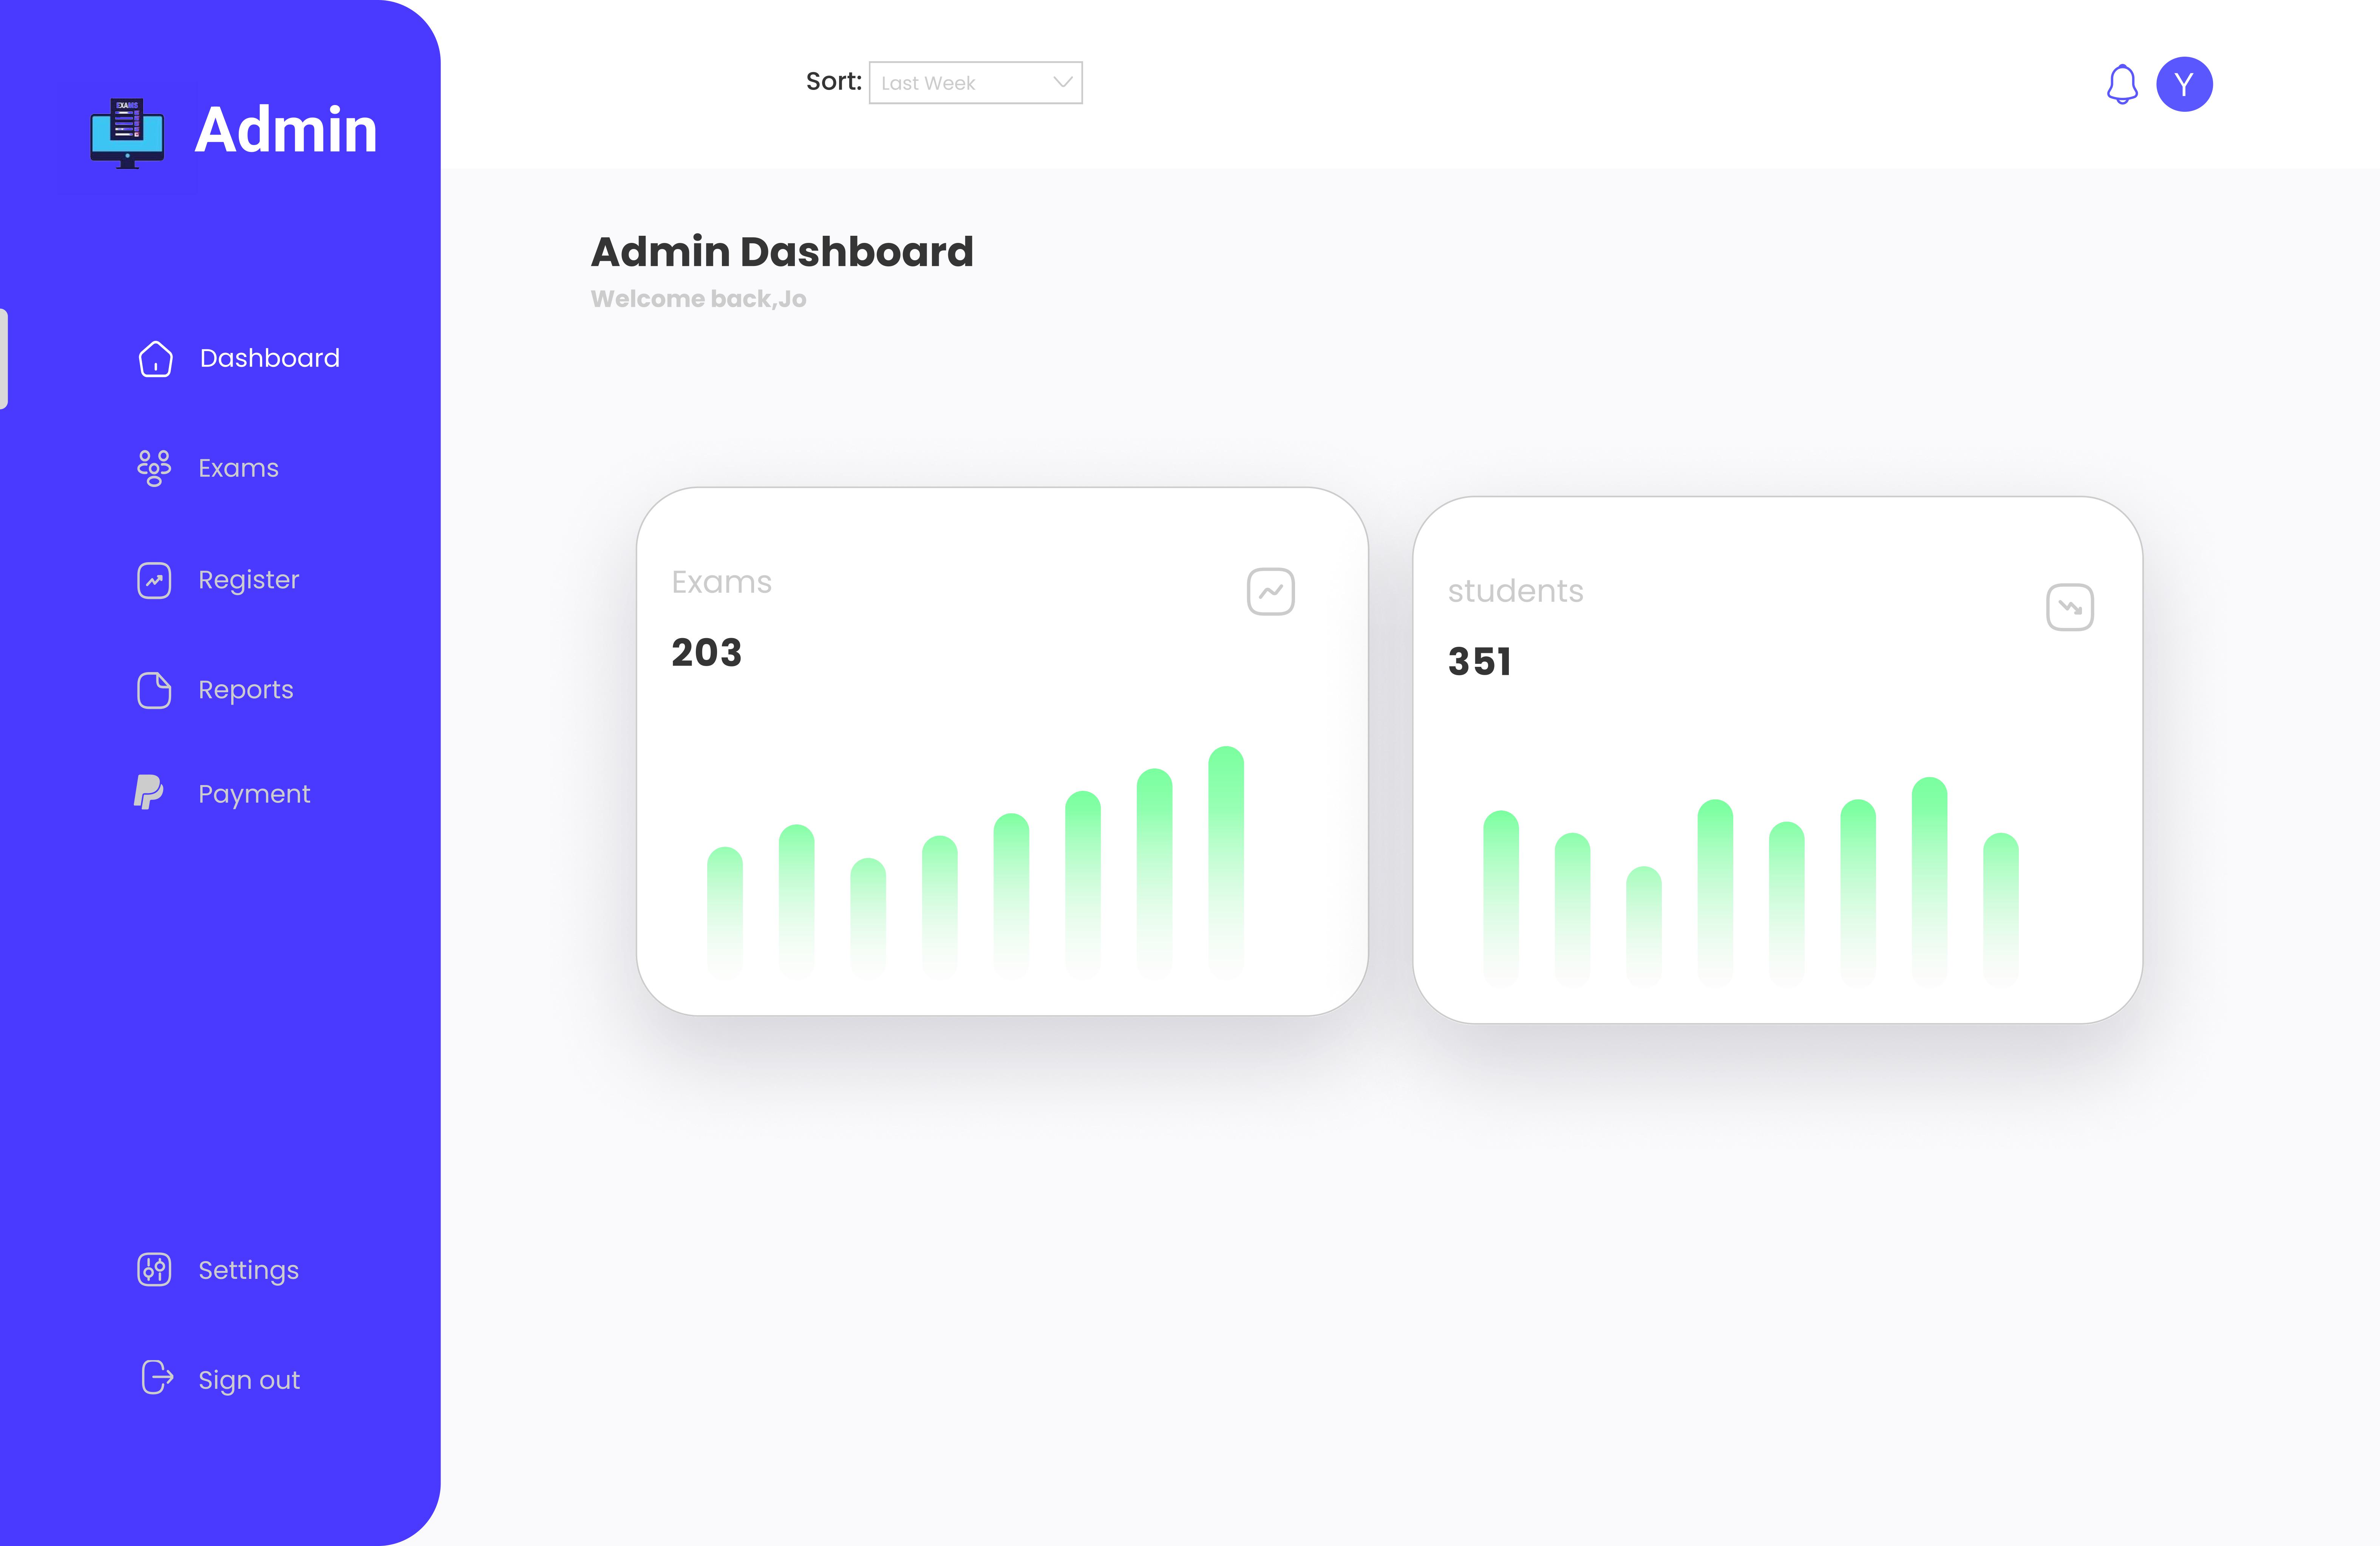 EXAMS
Admin
Sort: Last Week
Y
Admin Dashboard
Welcome back,Jo
Dashboard
Exams
Register
Reports
Payment
Settings
Sign out
Exams
203
students
351